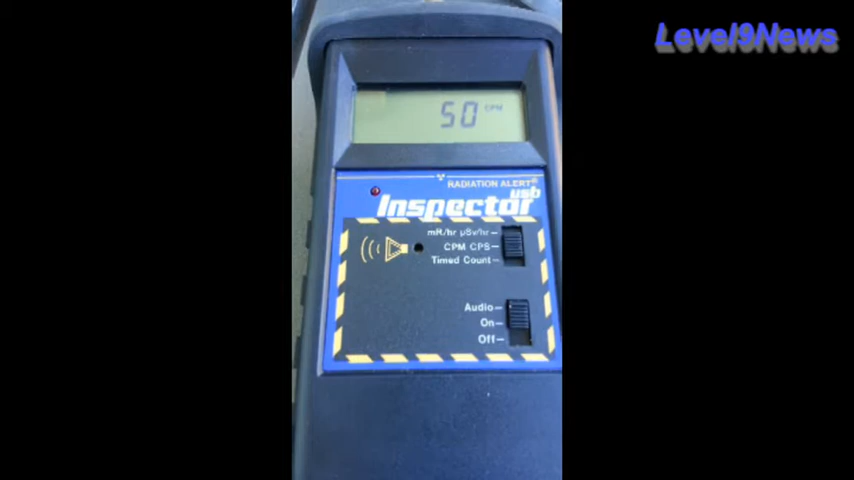 Level9News
50 CPM
RADIATION ALERT®
Inspector usb
mR/hr µSv/hr
CPM CPS
Timed Count
Audio
On
Off